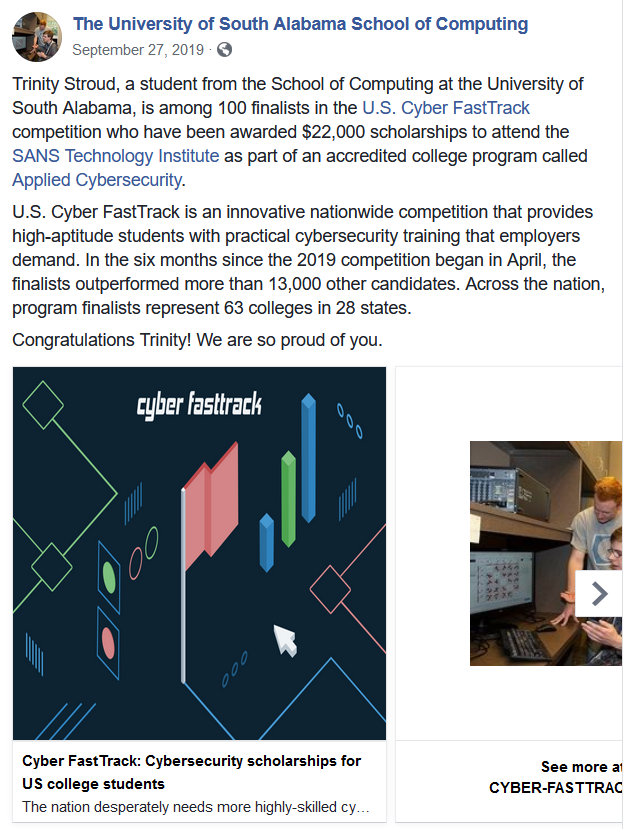 The University of South Alabama School of Computing
September 27, 2019 ·
Trinity Stroud, a student from the School of Computing at the University of
South Alabama, is among 100 finalists in the U.S. Cyber FastTrack
competition who have been awarded $22,000 scholarships to attend the
SANS Technology Institute as part of an accredited college program called
Applied Cybersecurity.
U.S. Cyber FastTrack is an innovative nationwide competition that provides
high-aptitude students with practical cybersecurity training that employers
demand. In the six months since the 2019 competition began in April, the
finalists outperformed more than 13,000 other candidates. Across the nation,
program finalists represent 63 colleges in 28 states.
Congratulations Trinity! We are so proud of you.
cyber fasttrack
Cyber FastTrack: Cybersecurity scholarships for
US college students
The nation desperately needs more highly-skilled cy...
See more at
CYBER-FASTTRAC